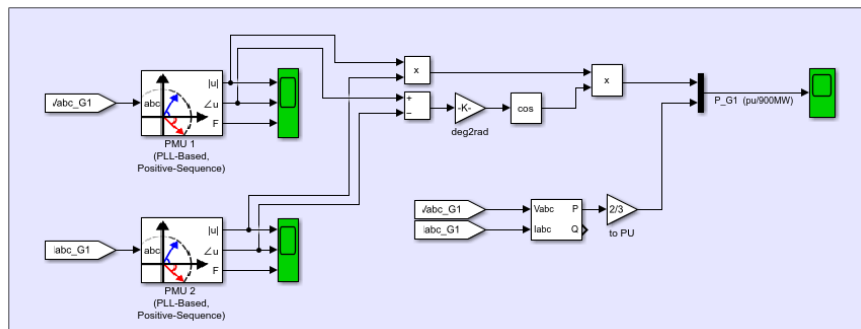 Vabc_G1
abc
|u|
∠u
F
PMU 1
(PLL-Based,
Positive-Sequence)
x
+
−
-K-
deg2rad
cos
x
P_G1 (pu/900MW)
Iabc_G1
abc
|u|
∠u
F
PMU 2
(PLL-Based,
Positive-Sequence)
Vabc_G1
Iabc_G1
Vabc P
Iabc Q
2/3
to PU